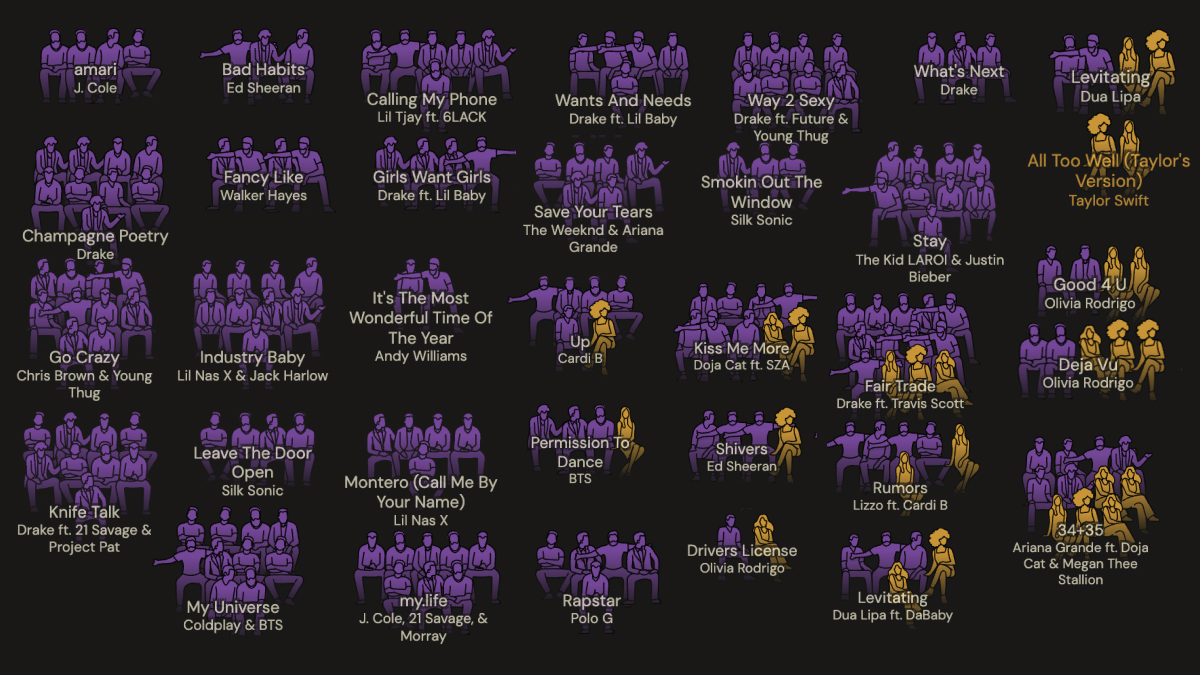 amari
J. Cole
Bad Habits
Ed Sheeran
Calling My Phone
Lil Tjay ft. 6LACK
Wants And Needs
Drake ft. Lil Baby
Way 2 Sexy
Drake ft. Future &
Young Thug
What's Next
Drake
Levitating
Dua Lipa
Champagne Poetry
Drake
Fancy Like
Walker Hayes
Girls Want Girls
Drake ft. Lil Baby
Save Your Tears
The Weeknd & Ariana
Grande
Smokin Out The
Window
Silk Sonic
Stay
The Kid LAROI & Justin
Bieber
All Too Well (Taylor's
Version)
Taylor Swift
Go Crazy
Chris Brown & Young
Thug
Industry Baby
Lil Nas X & Jack Harlow
It's The Most
Wonderful Time Of
The Year
Andy Williams
Up
Cardi B
Kiss Me More
Doja Cat ft. SZA
Fair Trade
Drake ft. Travis Scott
Good 4 U
Olivia Rodrigo
Deja Vu
Olivia Rodrigo
Knife Talk
Drake ft. 21 Savage &
Project Pat
Leave The Door
Open
Silk Sonic
Montero (Call Me By
Your Name)
Lil Nas X
Permission To
Dance
BTS
Shivers
Ed Sheeran
Rumors
Lizzo ft. Cardi B
34+35
Ariana Grande ft. Doja
Cat & Megan Thee
Stallion
My Universe
Coldplay & BTS
my.life
J. Cole, 21 Savage, &
Morray
Rapstar
Polo G
Drivers License
Olivia Rodrigo
Levitating
Dua Lipa ft. DaBaby